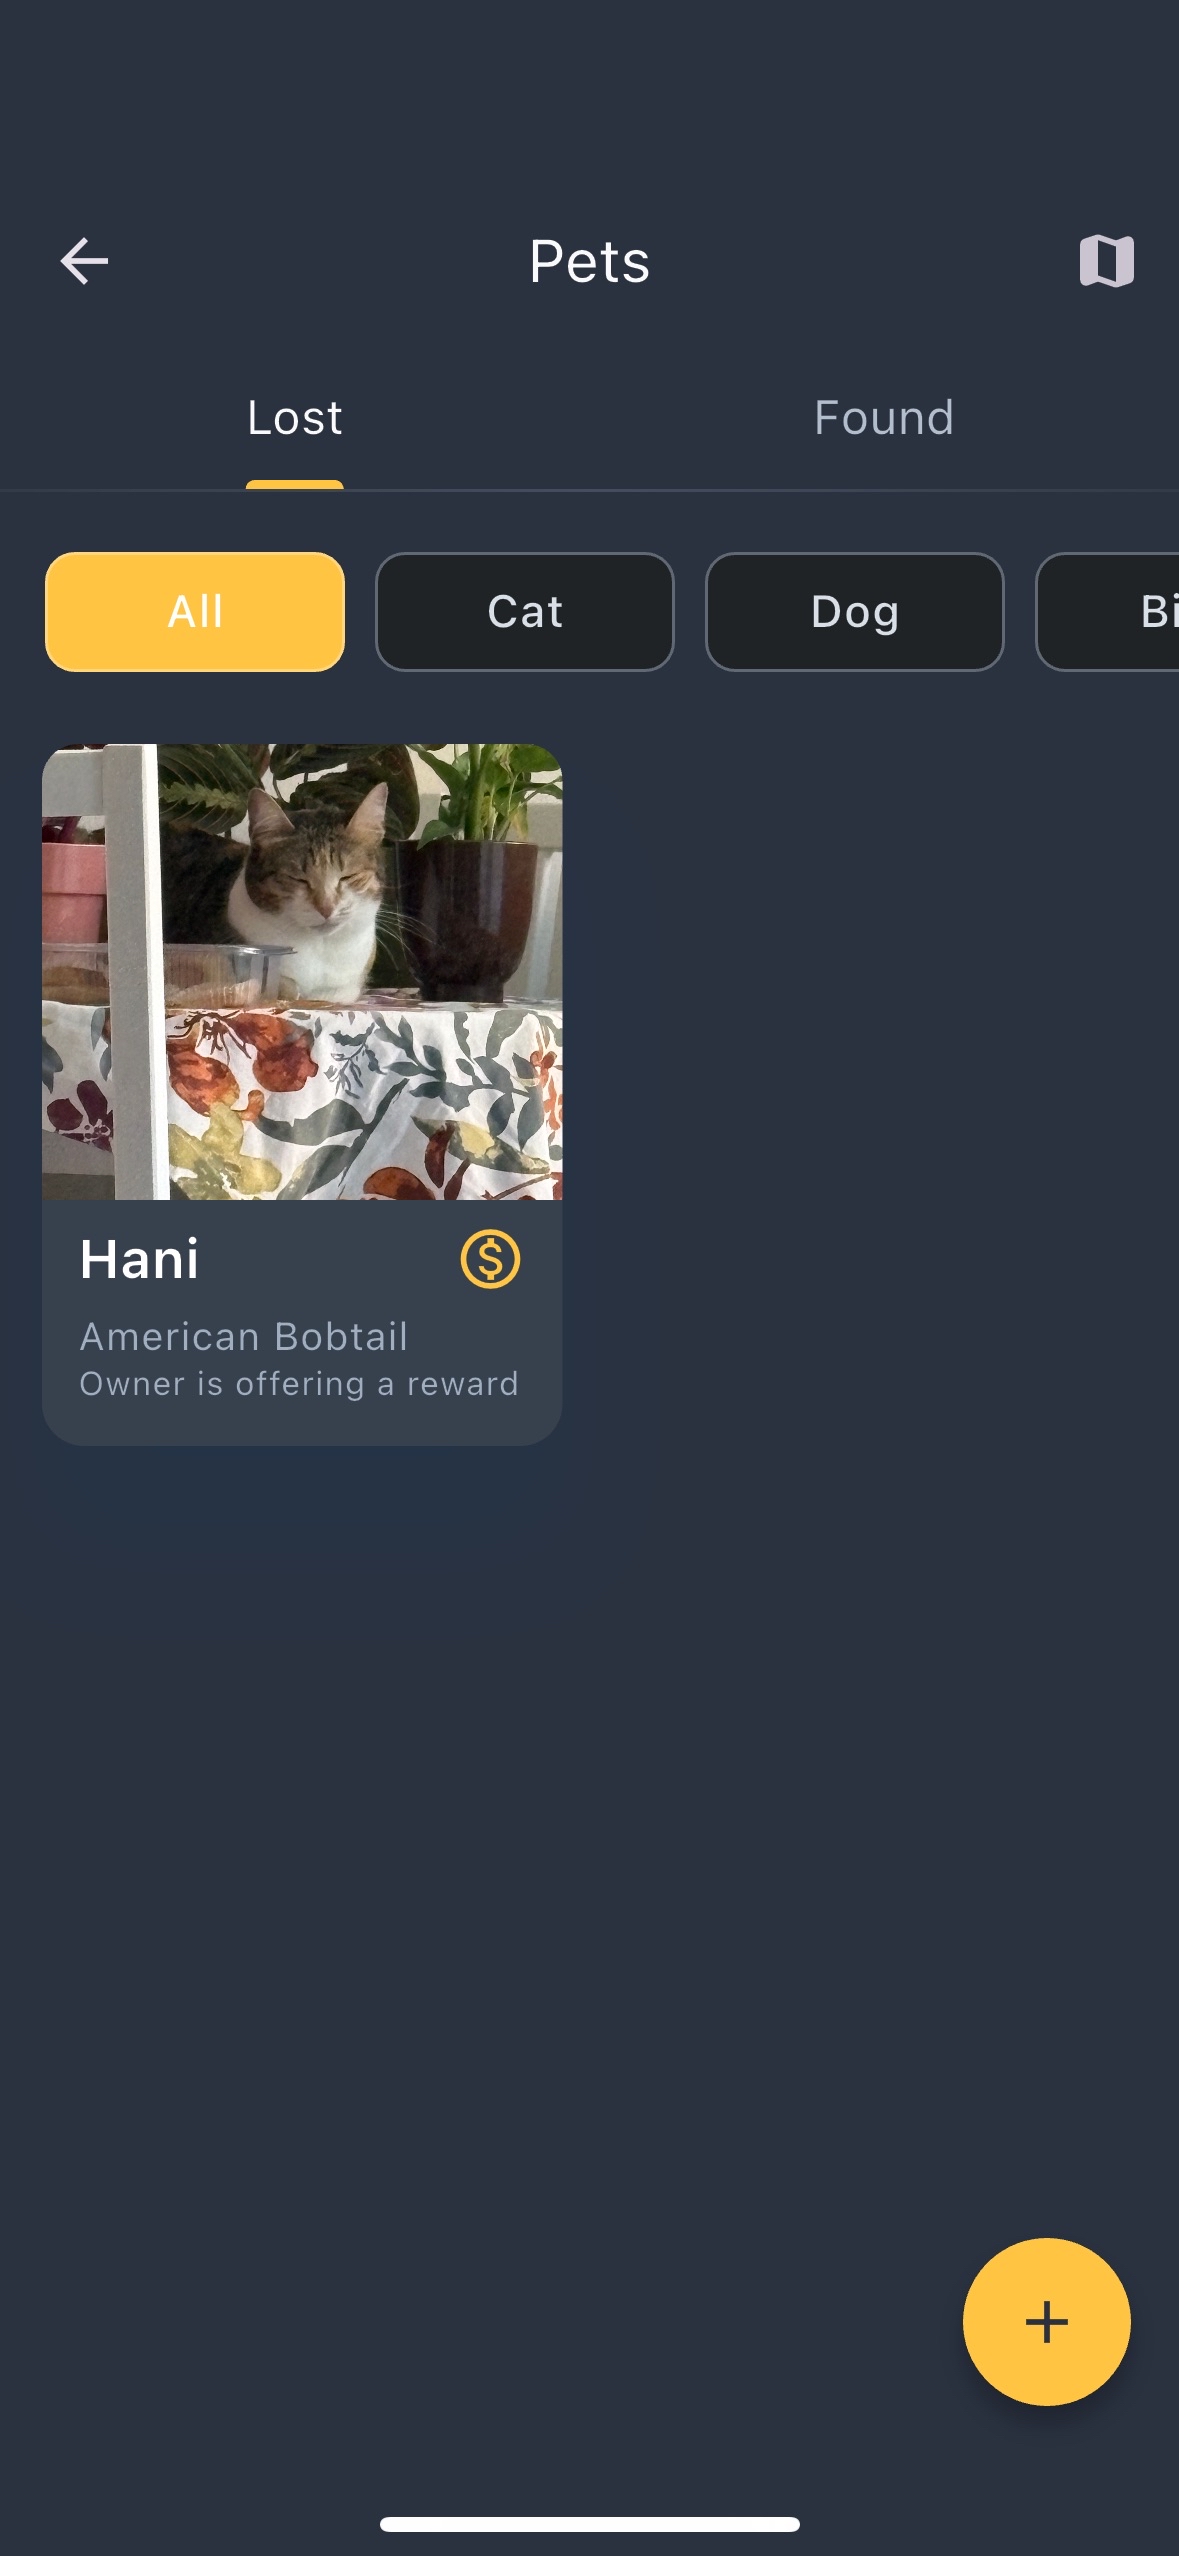 Pets
Lost Found
All Cat Dog Bi
Hani
American Bobtail
Owner is offering a reward